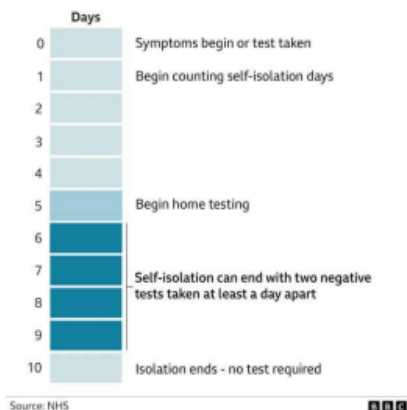 Days
0 Symptoms begin or test taken
1 Begin counting self-isolation days
2
3
4
5 Begin home testing
6
7
Self-isolation can end with two negative
tests taken at least a day apart
8
9
10 Isolation ends - no test required
Source: NHS
BBC